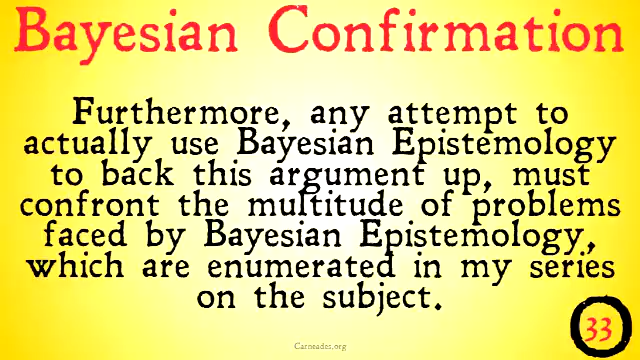 Bayesian Confirmation
Furthermore, any attempt to
actually use Bayesian Epistemology
to back this argument up, must
confront the multitude of problems
faced by Bayesian Epistemology,
which are enumerated in my series
on the subject.
33
Carneades.org